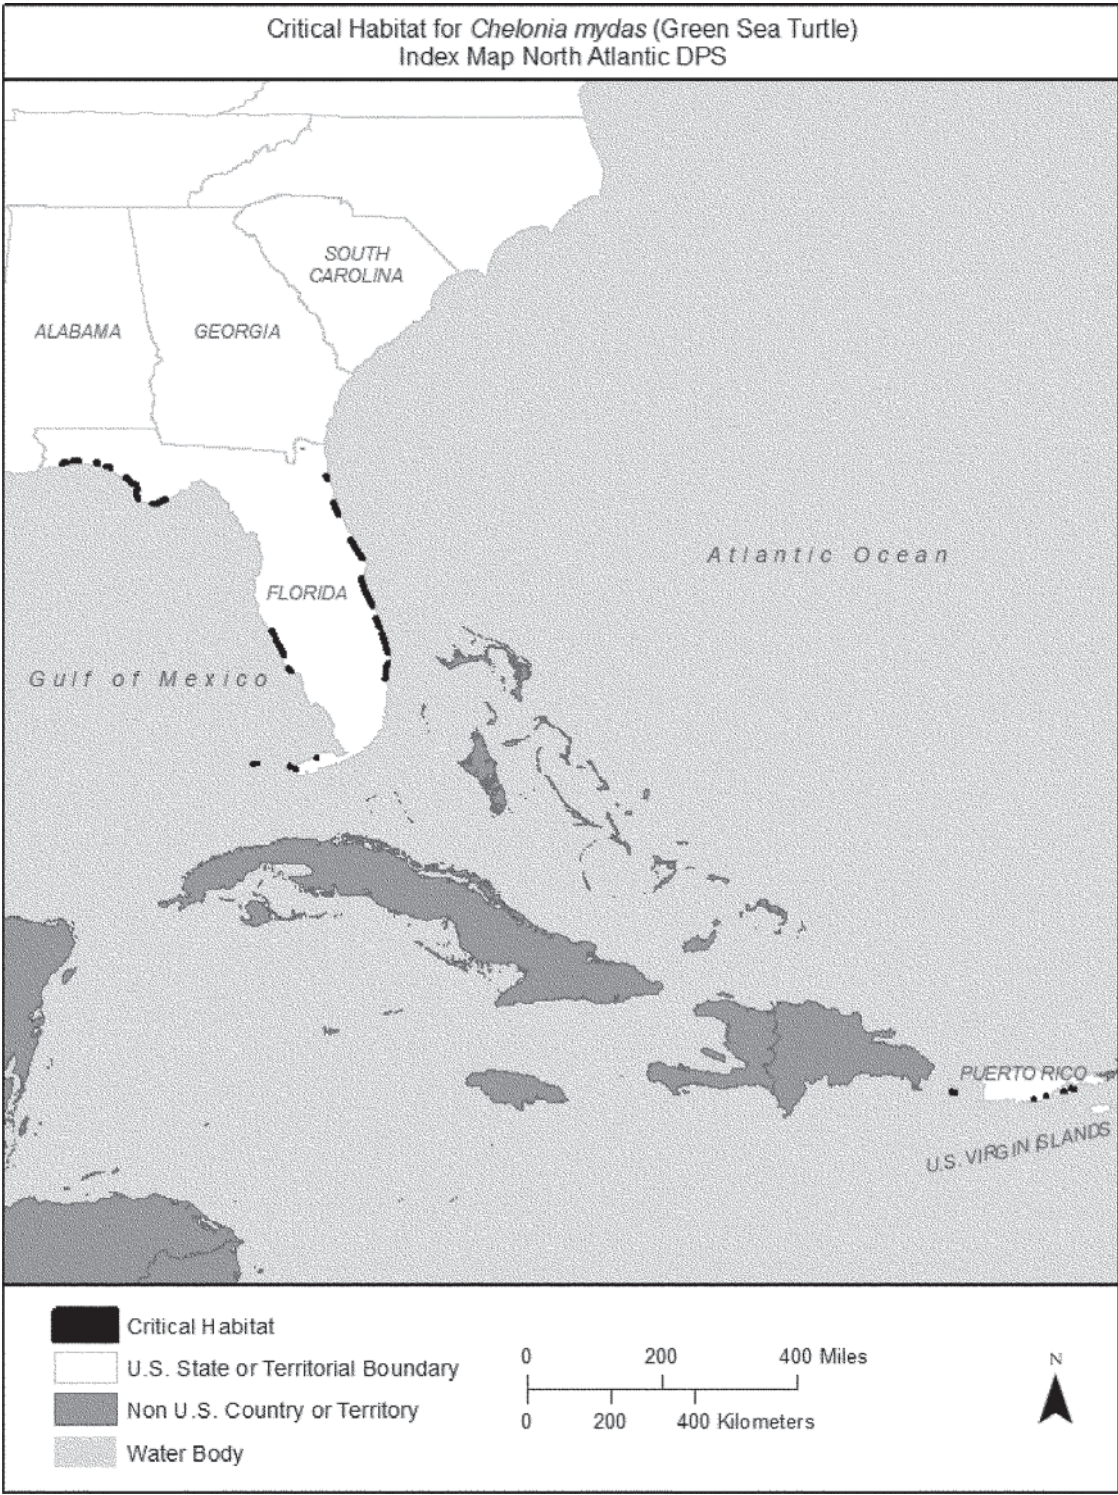 Critical Habitat for Chelonia mydas (Green Sea Turtle)
Index Map North Atlantic DPS
SOUTH
CAROLINA
ALABAMA
GEORGIA
Atlantic Ocean
FLORIDA
Gulf of Mexico
PUERTO RICO
U.S. VIRGIN ISLANDS
Critical Habitat
U.S. State or Territorial Boundary
Non U.S. Country or Territory
Water Body
0 200 400 Miles
0 200 400 Kilometers
N